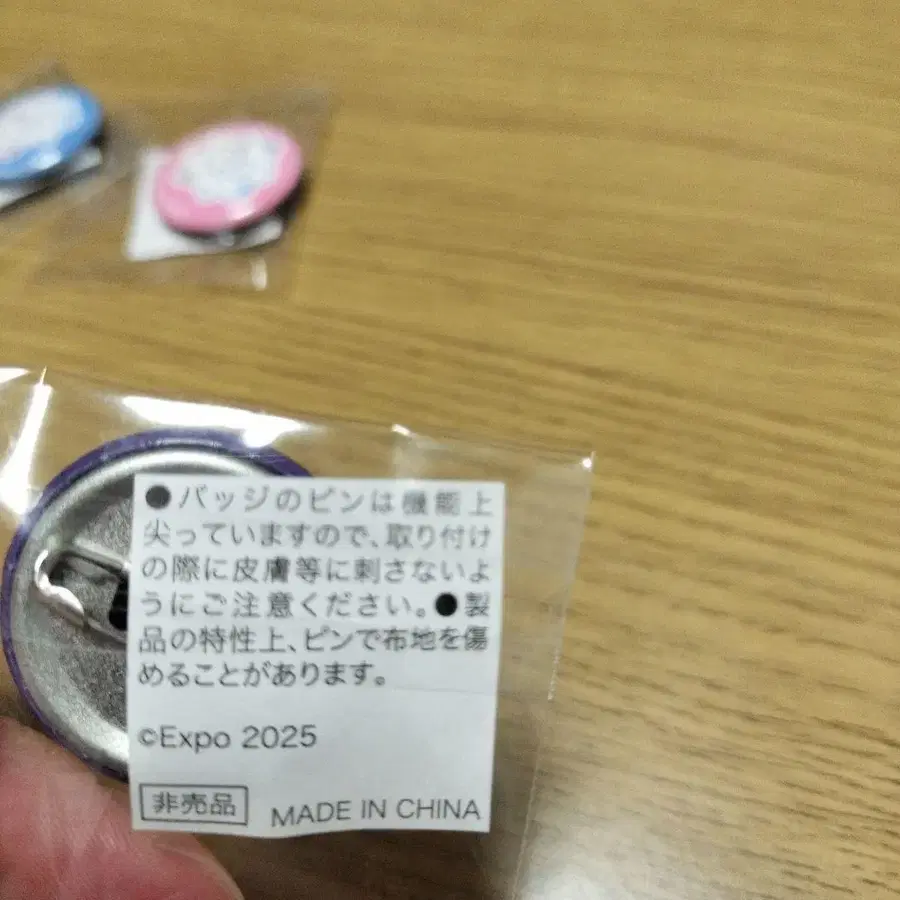 ●バッジのピンは機能上
尖っていますので、取り付け
の際に皮膚等に刺さないよ
うにご注意ください。●製
品の特性上、ピンで布地を傷
めることがあります。
©Expo 2025
非売品
MADE IN CHINA